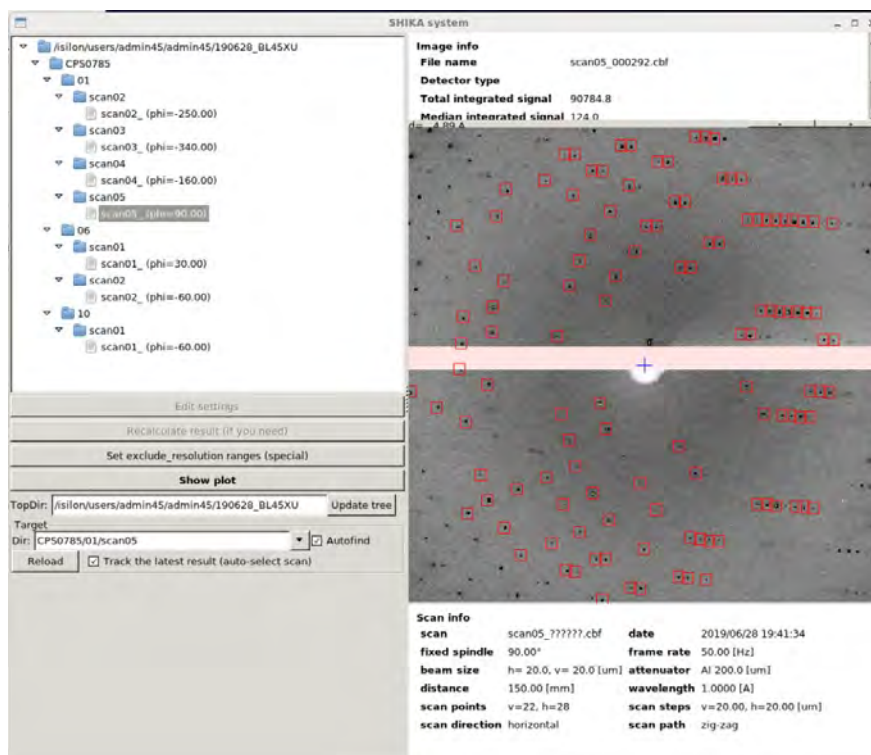 SHIKA system
/isilon/users/admin45/admin45/190628_BL45XU
CPS0785
01
scan02
scan02_ (phi=-250.00)
scan03
scan03_ (phi=-340.00)
scan04
scan04_ (phi=-160.00)
scan05
scan05_ (phi=90.00)
06
scan01
scan01_ (phi=30.00)
scan02
scan02_ (phi=-60.00)
10
scan01
scan01_ (phi=-60.00)
Edit settings
Recalculate result (if you need)
Set exclude_resolution ranges (special)
Show plot
TopDir: /isilon/users/admin45/admin45/190628_BL45XU Update tree
Target
Dir: CPS0785/01/scan05 Autofind
Reload Track the latest result (auto-select scan)
Image info
File name scan05_000292.cbf
Detector type
Total integrated signal 90784.8
Median integrated signal 124.0
d= 4.89 A
Scan info
scan scan05_??????.cbf date 2019/06/28 19:41:34
fixed spindle 90.00° frame rate 50.00 [Hz]
beam size h= 20.0, v= 20.0 [um] attenuator Al 200.0 [um]
distance 150.00 [mm] wavelength 1.0000 [A]
scan points v=22, h=28 scan steps v=20.00, h=20.00 [um]
scan direction horizontal scan path zig-zag